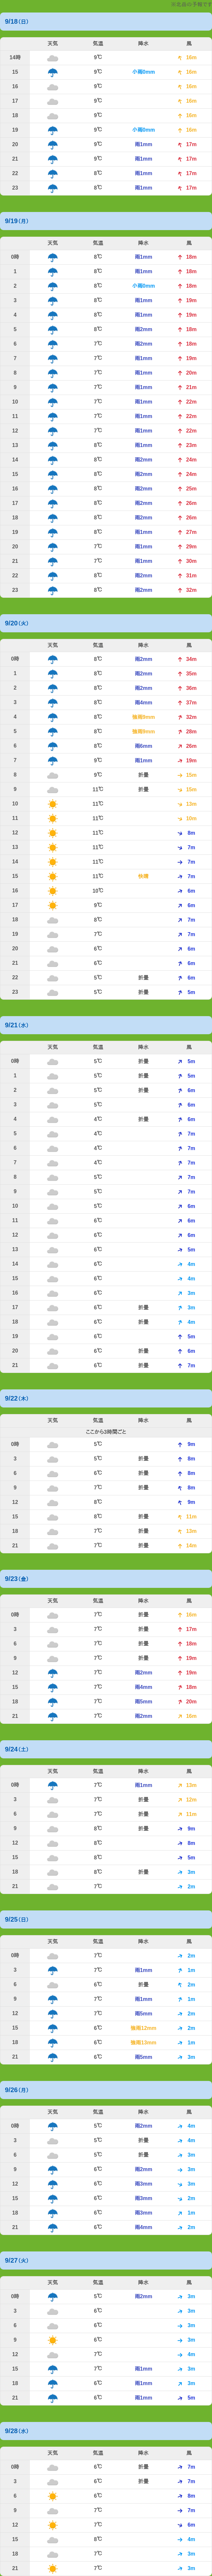 9/18(日)
天気 気温 降水 風
14時 9℃ 16m
15 9℃ 小雨0mm 16m
16 9℃ 16m
17 9℃ 16m
18 9℃ 16m
19 9℃ 小雨0mm 16m
20 9℃ 雨1mm 17m
21 9℃ 雨1mm 17m
22 9℃ 雨1mm 17m
23 9℃ 雨1mm 17m
9/19(月)
天気 気温 降水 風
0時 8℃ 雨1mm 18m
1 8℃ 雨1mm 18m
2 8℃ 小雨0mm 18m
3 8℃ 雨1mm 19m
4 8℃ 雨1mm 19m
5 8℃ 雨2mm 18m
6 7℃ 雨2mm 18m
7 7℃ 雨1mm 19m
8 7℃ 雨1mm 20m
9 7℃ 雨1mm 21m
10 7℃ 雨1mm 22m
11 7℃ 雨1mm 22m
12 7℃ 雨1mm 22m
13 8℃ 雨1mm 23m
14 8℃ 雨2mm 24m
15 8℃ 雨2mm 24m
16 8℃ 雨2mm 25m
17 8℃ 雨2mm 26m
18 8℃ 雨2mm 26m
19 8℃ 雨1mm 27m
20 7℃ 雨1mm 29m
21 7℃ 雨1mm 30m
22 8℃ 雨2mm 31m
23 8℃ 雨2mm 32m
9/20(火)
天気 気温 降水 風
0時 8℃ 雨2mm 34m
1 8℃ 雨2mm 35m
2 8℃ 雨2mm 36m
3 8℃ 雨4mm 37m
4 8℃ 強雨9mm 32m
5 8℃ 強雨9mm 28m
6 8℃ 雨6mm 26m
7 9℃ 雨1mm 19m
8 9℃ 折畳 15m
9 11℃ 折畳 15m
10 11℃ 13m
11 11℃ 10m
12 11℃ 8m
13 11℃ 7m
14 11℃ 7m
15 11℃ 快燥 7m
16 10℃ 6m
17 9℃ 6m
18 8℃ 7m
19 7℃ 7m
20 6℃ 6m
21 6℃ 6m
22 5℃ 折畳 6m
23 5℃ 折畳 5m
9/21(水)
天気 気温 降水 風
0時 5℃ 折畳 5m
1 5℃ 折畳 5m
2 5℃ 折畳 6m
3 5℃ 6m
4 4℃ 折畳 6m
5 4℃ 7m
6 4℃ 7m
7 4℃ 7m
8 5℃ 7m
9 5℃ 7m
10 5℃ 6m
11 6℃ 6m
12 6℃ 6m
13 6℃ 5m
14 6℃ 4m
15 6℃ 4m
16 6℃ 3m
17 6℃ 折畳 3m
18 6℃ 折畳 4m
19 6℃ 5m
20 6℃ 折畳 6m
21 6℃ 折畳 7m
9/22(木)
天気 気温 降水 風
ここから3時間ごと
0時 5℃ 9m
3 5℃ 折畳 8m
6 6℃ 折畳 8m
9 7℃ 折畳 8m
12 8℃ 9m
15 8℃ 折畳 11m
18 7℃ 折畳 13m
21 7℃ 折畳 14m
9/23(金)
天気 気温 降水 風
0時 7℃ 折畳 16m
3 7℃ 折畳 17m
6 7℃ 折畳 18m
9 7℃ 折畳 19m
12 7℃ 雨2mm 19m
15 7℃ 雨4mm 18m
18 7℃ 雨5mm 20m
21 7℃ 雨2mm 16m
9/24(土)
天気 気温 降水 風
0時 7℃ 雨1mm 13m
3 7℃ 折畳 12m
6 7℃ 折畳 11m
9 8℃ 折畳 9m
12 8℃ 8m
15 8℃ 5m
18 8℃ 折畳 3m
21 7℃ 2m
9/25(日)
天気 気温 降水 風
0時 7℃ 2m
3 7℃ 雨1mm 1m
6 6℃ 折畳 2m
9 7℃ 雨1mm 1m
12 7℃ 雨5mm 2m
15 6℃ 強雨12mm 2m
18 6℃ 強雨13mm 1m
21 6℃ 雨5mm 3m
9/26(月)
天気 気温 降水 風
0時 5℃ 雨2mm 4m
3 5℃ 折畳 4m
6 5℃ 折畳 3m
9 6℃ 雨2mm 3m
12 6℃ 雨3mm 3m
15 6℃ 雨3mm 2m
18 5℃ 雨3mm 1m
21 6℃ 雨4mm 2m
9/27(火)
天気 気温 降水 風
0時 5℃ 雨2mm 3m
3 6℃ 3m
6 6℃ 3m
9 6℃ 3m
12 7℃ 4m
15 7℃ 雨1mm 3m
18 6℃ 雨1mm 3m
21 6℃ 雨1mm 5m
9/28(水)
天気 気温 降水 風
0時 8℃ 折畳 7m
3 6℃ 折畳 7m
6 6℃ 8m
9 7℃ 7m
12 7℃ 6m
15 8℃ 4m
18 7℃ 3m
21 7℃ 3m